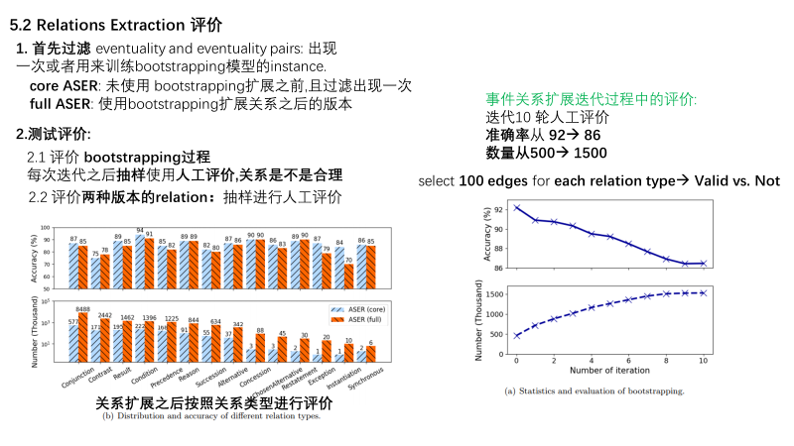 5.2 Relations Extraction 评价
1. 首先过滤 eventuality and eventuality pairs: 出现
一次或者用来训练bootstrapping模型的instance.
core ASER: 未使用 bootstrapping扩展之前,且过滤出现一次
full ASER: 使用bootstrapping扩展关系之后的版本
2.测试评价:
2.1 评价 bootstrapping过程
每次迭代之后抽样使用人工评价,关系是不是合理
2.2 评价两种版本的relation：抽样进行人工评价
Accuracy (%)
100
90
80
70
60
50
87 85 75 78 89 85 94 91 85 82 89 89 82 80 87 86 90 90 86 83 89 90 87 79 84 70 86 85
Number (Thousand)
ASER (core)
ASER (full)
8488 2442 1462 1396 1225 91 844 55 634 37 342 3 88 3 45 2 30 1 20 1 10 2 6
Conjunction
Contrast
Result
Condition
Precedence
Reason
Succession
Alternative
Concession
ChosenAlternative
Restatement
Exception
Instantiation
Synchronous
关系扩展之后按照关系类型进行评价
(b) Distribution and accuracy of different relation types.
事件关系扩展迭代过程中的评价:
迭代10 轮人工评价
准确率从 92→ 86
数量从500→ 1500
select 100 edges for each relation type→ Valid vs. Not
Accuracy (%)
92
90
88
86
Number (Thousand)
1500
1000
500
0
0 2 4 6 8 10
Number of iteration
(a) Statistics and evaluation of bootstrapping.